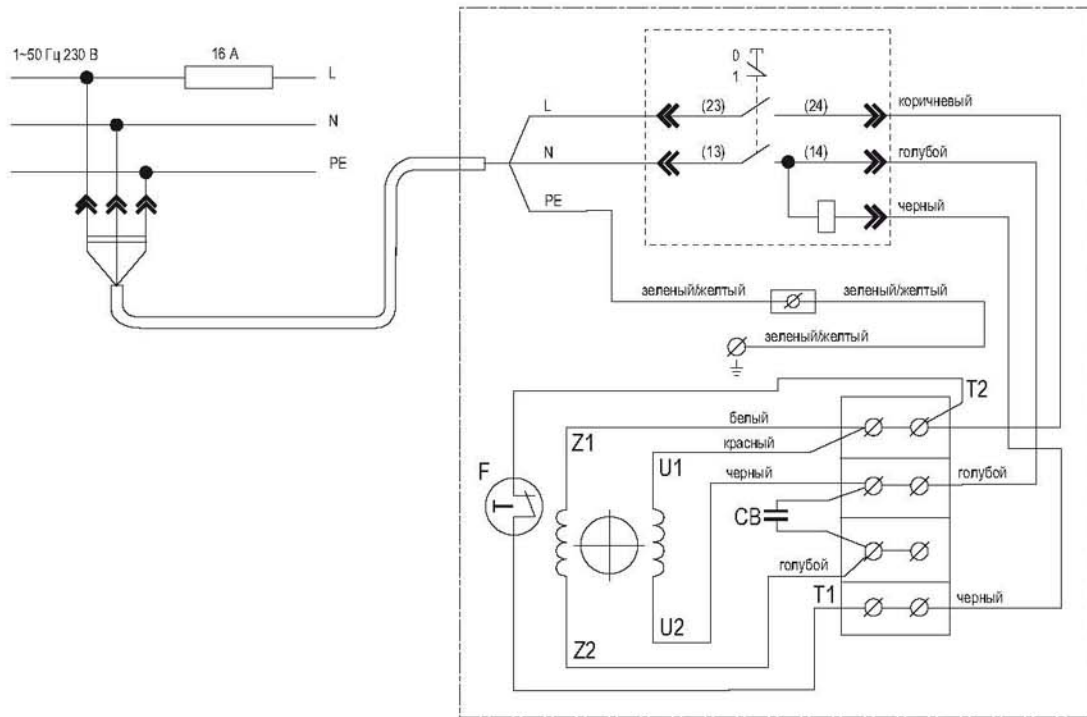 1~50 Гц 230 В
16 А
L
N
PE
0
1
L
(23)
(24)
коричневый
N
(13)
(14)
голубой
PE
черный
зеленый/желтый
зеленый/желтый
зеленый/желтый
T2
белый
Z1
красный
U1
F
черный
голубой
T
CB
голубой
T1
черный
U2
Z2